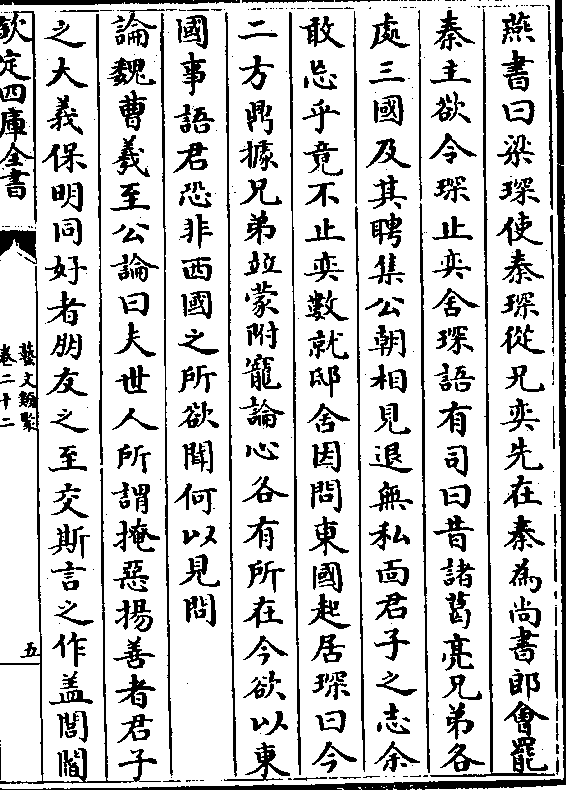 燕書曰梁琛使秦琛從兄奕先在秦為尚書郎會罷
秦主欲令琛止奕舍琛語有司曰昔諸葛亮兄弟各
處三國及其聘集公朝相見退無私面君子之志余
敢忘乎竟不止奕數就邸舍因問東國起居琛曰今
二方鼎據兄弟竝蒙附寵論心各有所在今欲以東
國事語君恐非西國之所欲聞何以見問
論魏曹羲至公論曰夫世人所謂掩惡揚善者君子
之大義保明同好者朋友之至交斯言之作蓋閭閻
欽定四庫全書
藝文類聚
卷二十二
五